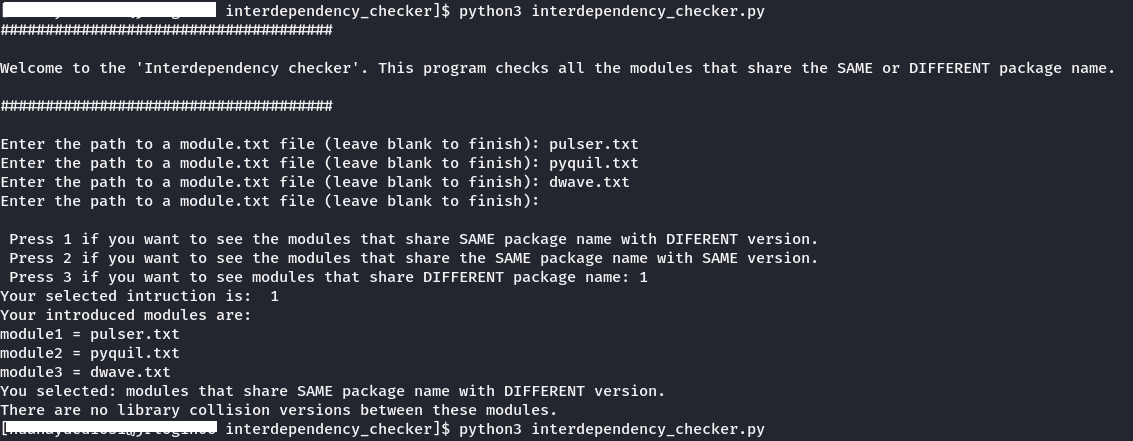 interdependency_checker]$ python3 interdependency_checker.py
#####################################
Welcome to the 'Interdependency checker'. This program checks all the modules that share the SAME or DIFFERENT package name.
#####################################
Enter the path to a module.txt file (leave blank to finish): pulser.txt
Enter the path to a module.txt file (leave blank to finish): pyquil.txt
Enter the path to a module.txt file (leave blank to finish): dwave.txt
Enter the path to a module.txt file (leave blank to finish):
Press 1 if you want to see the modules that share SAME package name with DIFERENT version.
Press 2 if you want to see the modules that share the SAME package name with SAME version.
Press 3 if you want to see modules that share DIFFERENT package name: 1
Your selected intruction is:  1
Your introduced modules are:
module1 = pulser.txt
module2 = pyquil.txt
module3 = dwave.txt
You selected: modules that share SAME package name with DIFFERENT version.
There are no library collision versions between these modules.
interdependency_checker]$ python3 interdependency_checker.py